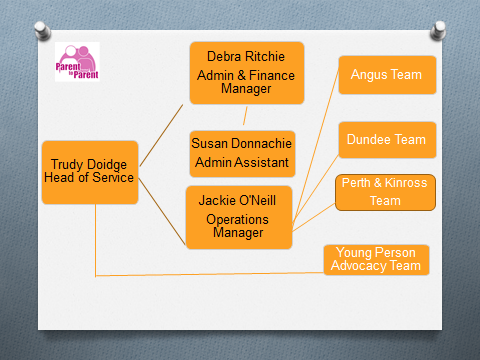 Parent
to
Parent
Debra Ritchie
Admin & Finance
Manager
Susan Donnachie
Admin Assistant
Trudy Doidge
Head of Service
Jackie O'Neill
Operations
Manager
Angus Team
Dundee Team
Perth & Kinross
Team
Young Person
Advocacy Team